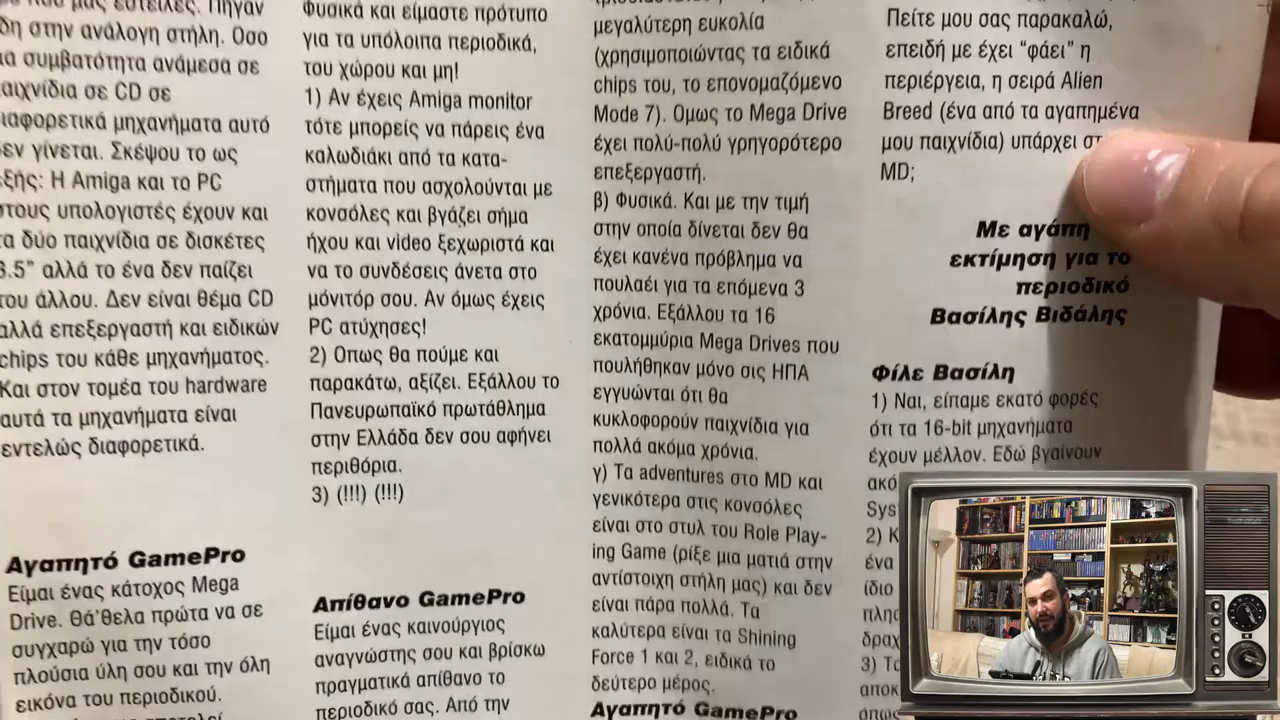 που μας έστειλες. Πήγαν
στην ανάλογη στήλη. Οσο
συμβατότητα ανάμεσα σε
παιχνίδια σε CD σε
διαφορετικά μηχανήματα αυτό
δεν γίνεται. Σκέψου το ως
εξής: Η Amiga και το PC
στους υπολογιστές έχουν και
τα δύο παιχνίδια σε δισκέτες
3.5” αλλά το ένα δεν παίζει
του άλλου. Δεν είναι θέμα CD
αλλά επεξεργαστή και ειδικών
chips του κάθε μηχανήματος.
Και στον τομέα του hardware
αυτά τα μηχανήματα είναι
εντελώς διαφορετικά.
Αγαπητό GamePro
Είμαι ένας κάτοχος Mega
Drive. Θά'θελα πρώτα να σε
συγχαρώ για την τόσο
πλούσια ύλη σου και την όλη
εικόνα του περιοδικού.
Φυσικά και είμαστε πρότυπο
για τα υπόλοιπα περιοδικά,
του χώρου και μη!
1) Αν έχεις Amiga monitor
τότε μπορείς να πάρεις ένα
καλωδιάκι από τα κατα-
στήματα που ασχολούνται με
κονσόλες και βγάζει σήμα
ήχου και video ξεχωριστά και
να το συνδέσεις άνετα στο
μόνιτόρ σου. Αν όμως έχεις
PC ατύχησες!
2) Οπως θα πούμε και
παρακάτω, αξίζει. Εξάλλου το
Πανευρωπαϊκό πρωτάθλημα
στην Ελλάδα δεν σου αφήνει
περιθόρια.
3) (!!!) (!!!)
Απίθανο GamePro
Είμαι ένας καινούργιος
αναγνώστης σου και βρίσκω
πραγματικά απίθανο το
περιοδικό σας. Από την
μεγαλύτερη ευκολία
(χρησιμοποιώντας τα ειδικά
chips του, το επονομαζόμενο
Mode 7). Ομως το Mega Drive
έχει πολύ-πολύ γρηγορότερο
επεξεργαστή.
β) Φυσικά. Και με την τιμή
στην οποία δίνεται δεν θα
έχει κανένα πρόβλημα να
πουλαέι για τα επόμενα 3
χρόνια. Εξάλλου τα 16
εκατομμύρια Mega Drives που
πουλήθηκαν μόνο σις ΗΠΑ
εγγυώνται ότι θα
κυκλοφορούν παιχνίδια για
πολλά ακόμα χρόνια.
γ) Τα adventures στο MD και
γενικότερα στις κονσόλες
είναι στο στυλ του Role Play-
ing Game (ρίξε μια ματιά στην
αντίστοιχη στήλη μας) και δεν
είναι πάρα πολλά. Τα
καλύτερα είναι τα Shining
Force 1 και 2, ειδικά το
δεύτερο μέρος.
Αγαπητό GamePro
Πείτε μου σας παρακαλώ,
επειδή με έχει “φάει” η
περιέργεια, η σειρά Alien
Breed (ένα από τα αγαπημένα
μου παιχνίδια) υπάρχει
MD;
Με αγάπη
εκτίμηση για το
περιοδικό
Βασίλης Βιδάλης
Φίλε Βασίλη
1) Ναι, είπαμε εκατό φορές
ότι τα 16-bit μηχανήματα
έχουν μέλλον. Εδώ βγαίνουν
2)
ένα
3)